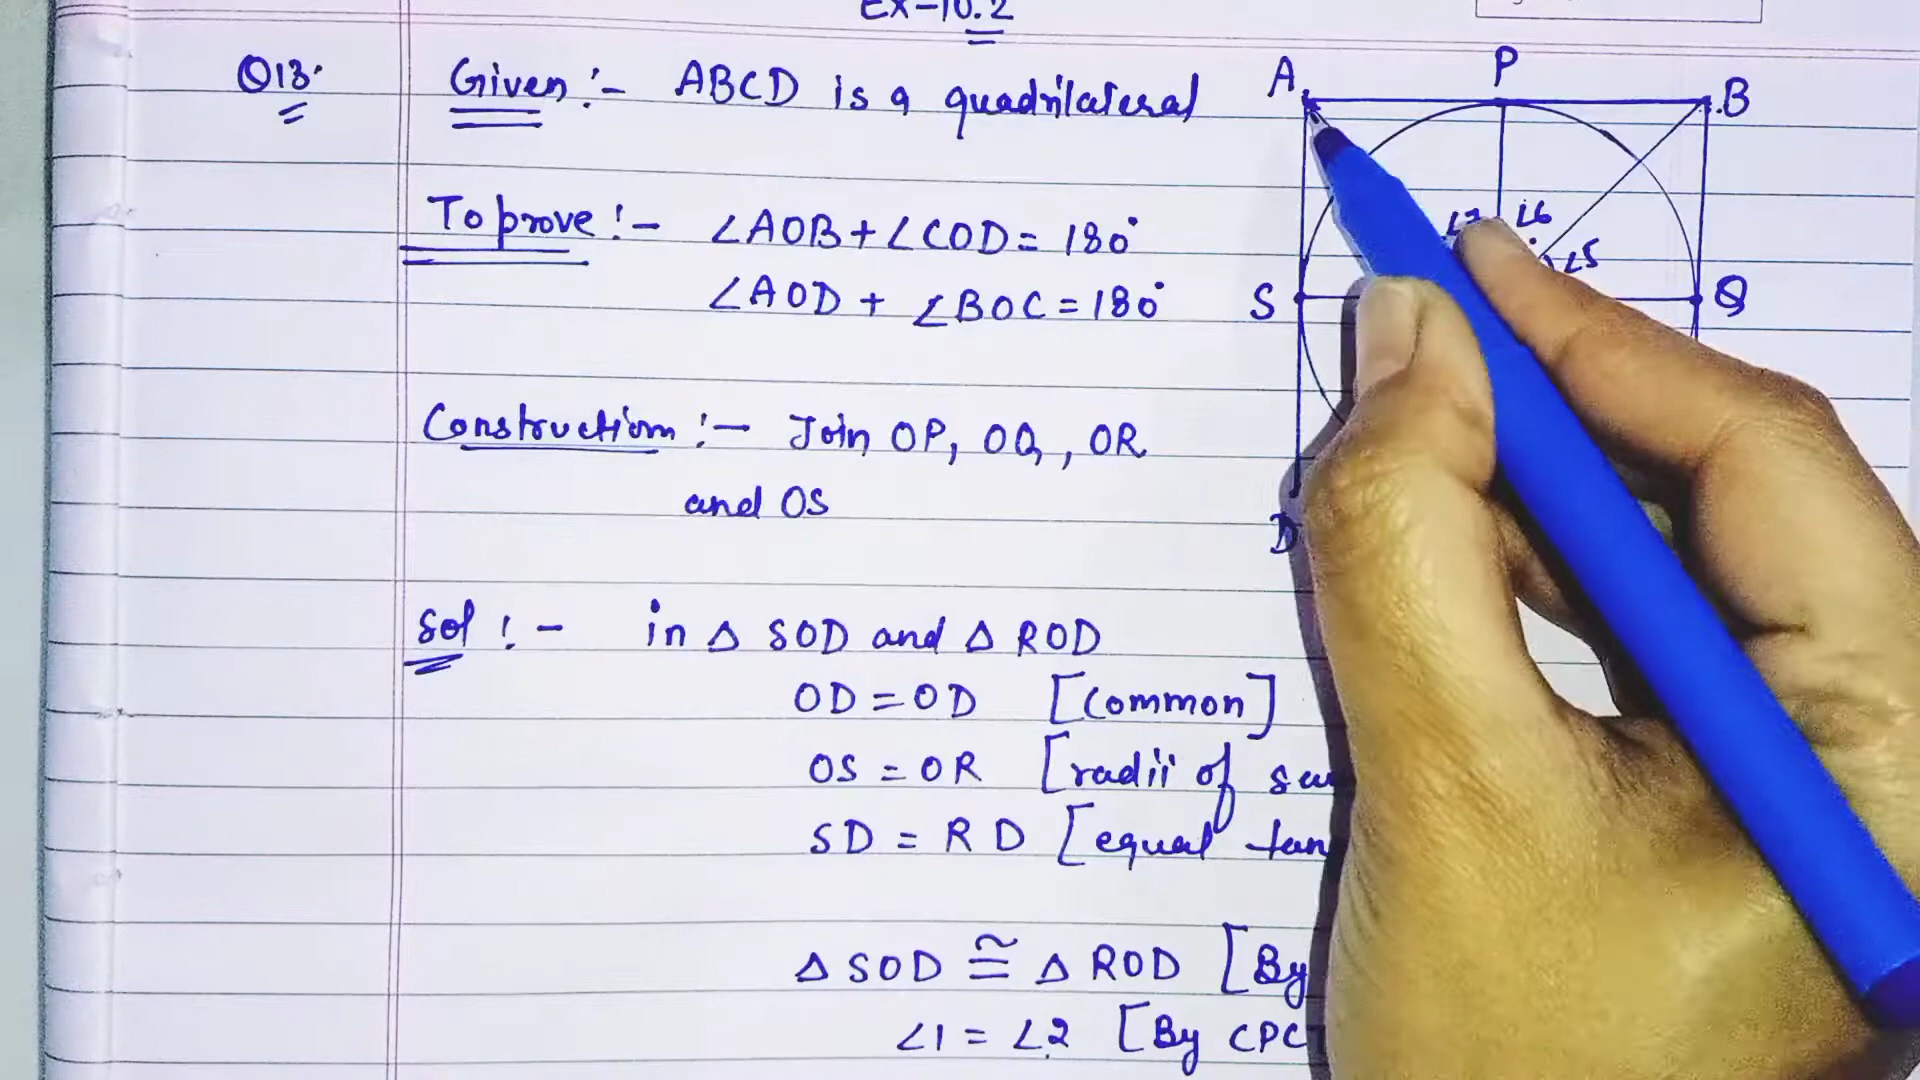 Ex-10.2
Q13.
Given :- ABCD is a quadrilateral
To prove :- ∠AOB + ∠COD = 180°
∠AOD + ∠BOC = 180°
Construction :- Join OP, OQ, OR
and OS
Sol :- in Δ SOD and Δ ROD
OD = OD [Common]
OS = OR [radii of
SD = RD [equal
Δ SOD ≅ Δ ROD [By
∠1 = ∠2 [By CPC
A
P
B
∠6
∠5
S
Q
D